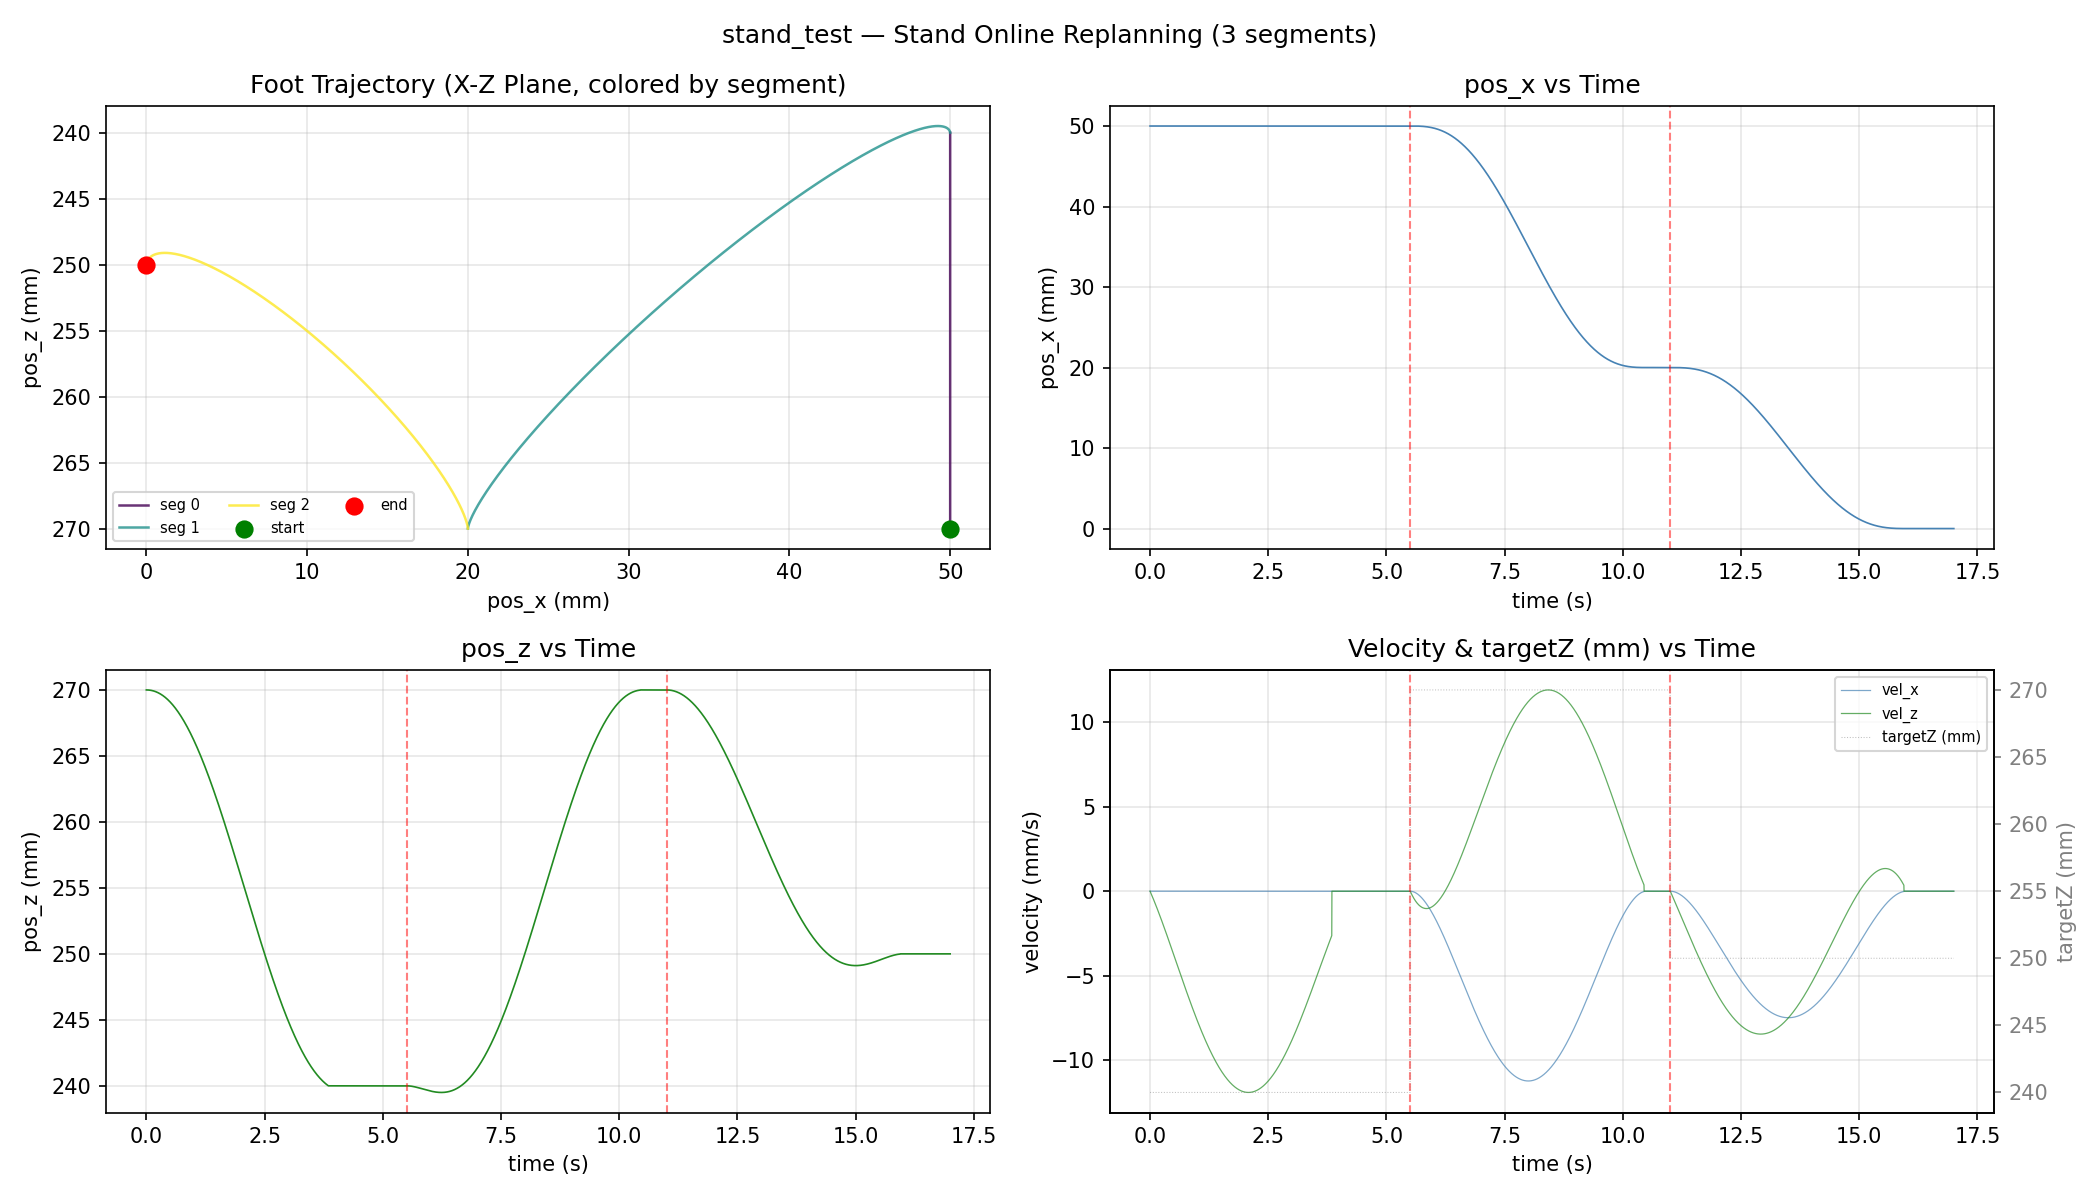 stand_test — Stand Online Replanning (3 segments)
Foot Trajectory (X-Z Plane, colored by segment)
240
245
250
255
260
265
270
pos_z (mm)
seg 0
seg 1
seg 2
start
end
0
10
20
30
40
50
pos_x (mm)
pos_x vs Time
50
40
30
20
10
0
pos_x (mm)
0.0
2.5
5.0
7.5
10.0
12.5
15.0
17.5
time (s)
pos_z vs Time
270
265
260
255
250
245
240
pos_z (mm)
0.0
2.5
5.0
7.5
10.0
12.5
15.0
17.5
time (s)
Velocity & targetZ (mm) vs Time
10
5
0
−5
−10
velocity (mm/s)
vel_x
vel_z
targetZ (mm)
270
265
260
255
250
245
240
targetZ (mm)
0.0
2.5
5.0
7.5
10.0
12.5
15.0
17.5
time (s)